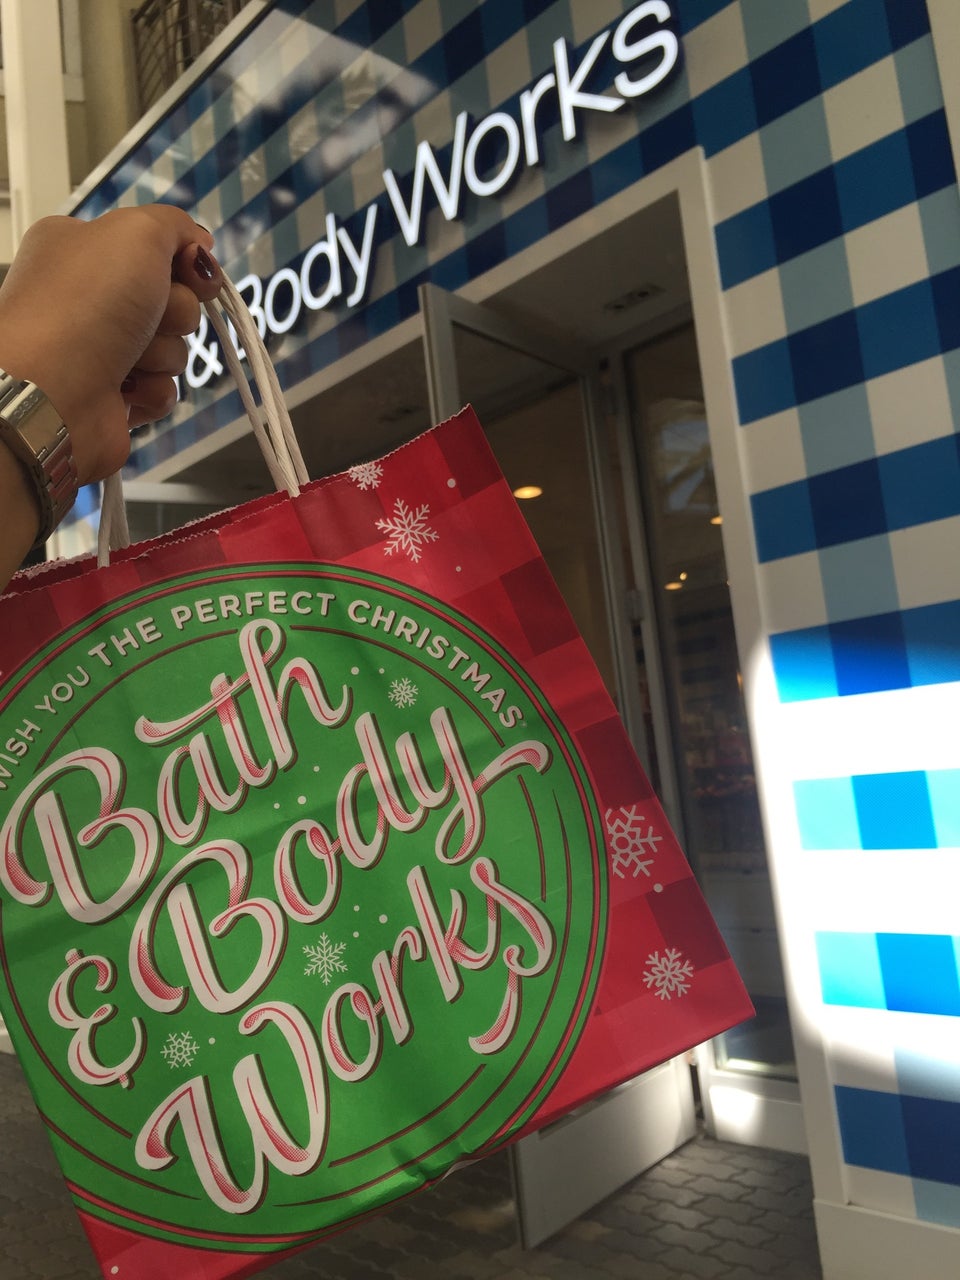 & Body Works
WISH YOU THE PERFECT CHRISTMAS
Bath
& Body
Works